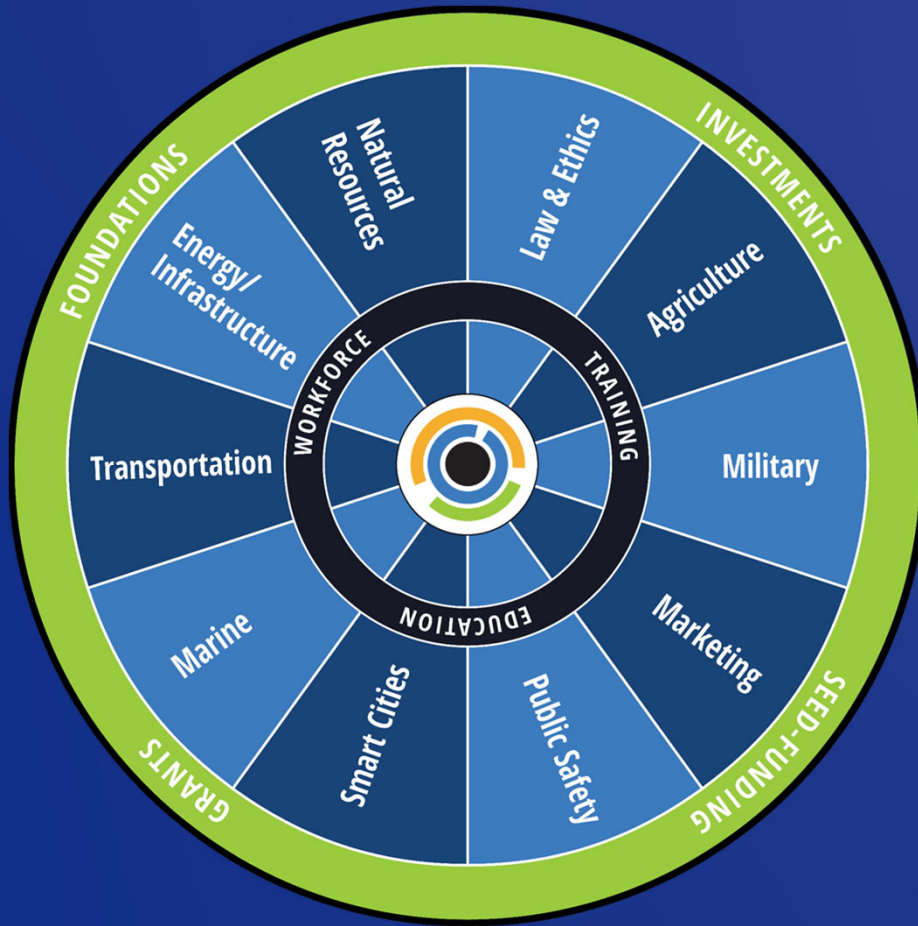 FOUNDATIONS
INVESTMENTS
SEED-FUNDING
GRANTS
Natural
Resources
Law & Ethics
Agriculture
Military
Marketing
Public Safety
Smart Cities
Marine
Transportation
Energy/
Infrastructure
WORKFORCE
TRAINING
EDUCATION